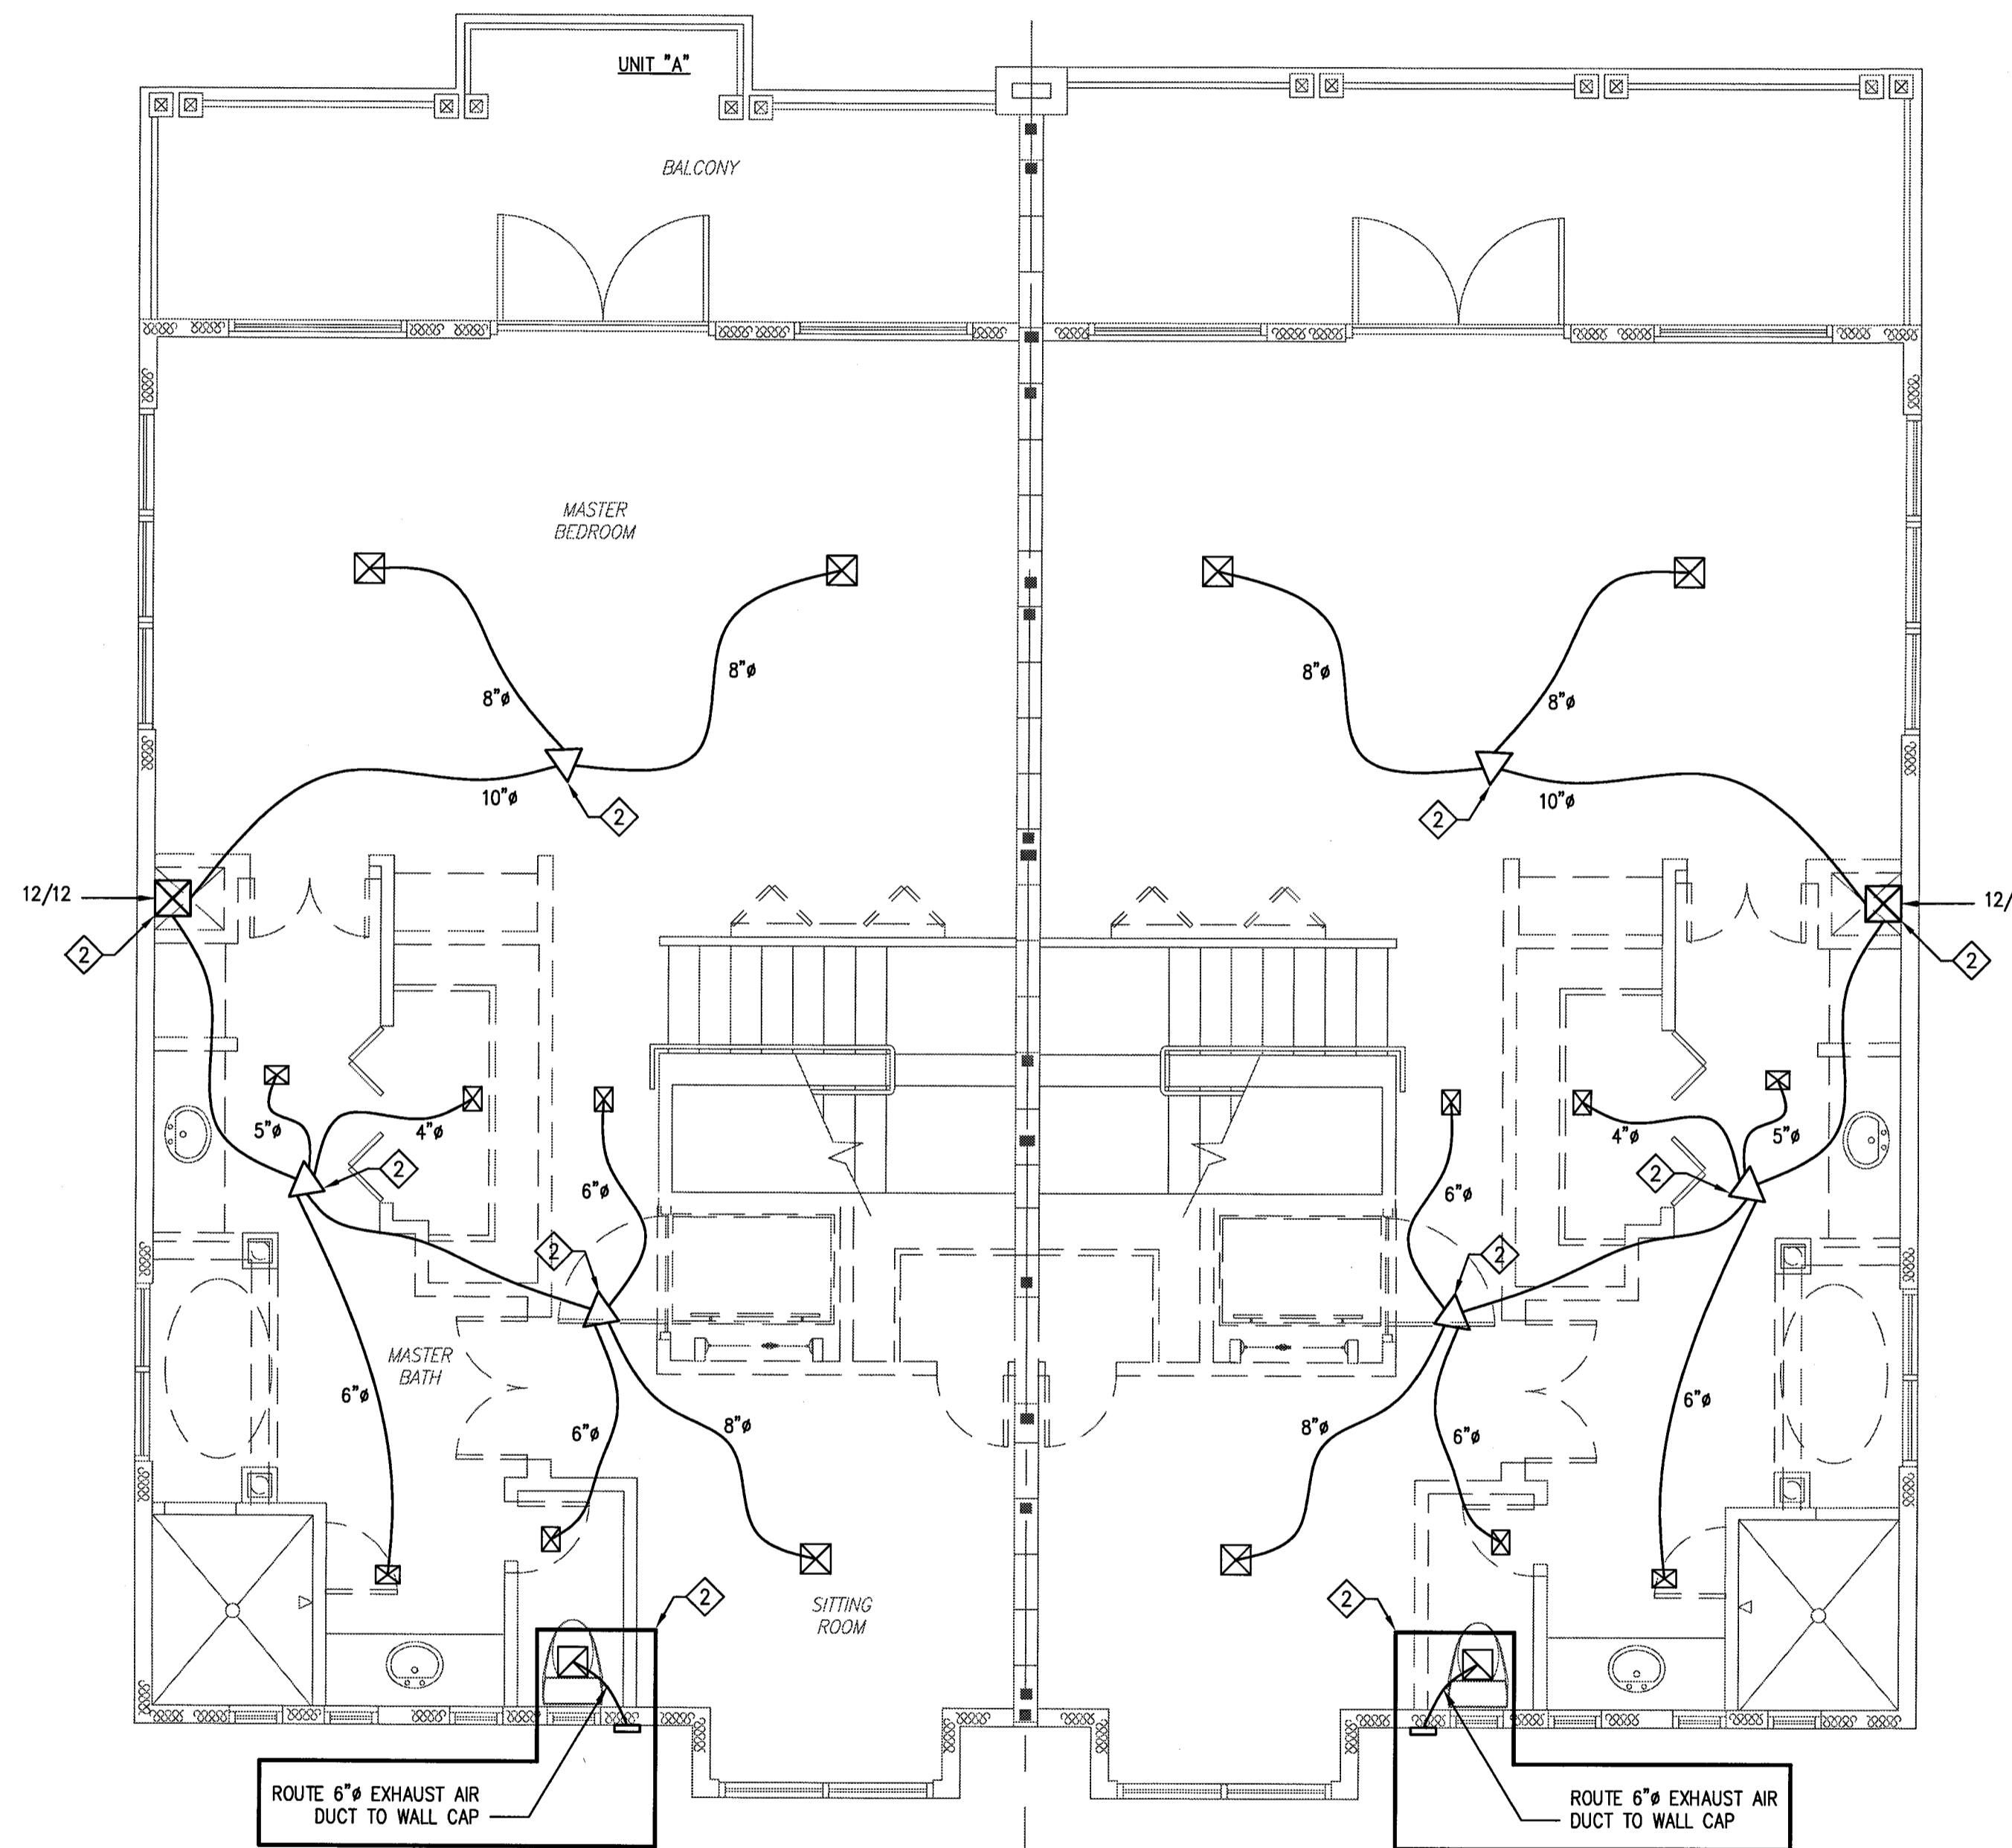 UNIT "A"
BALCONY
MASTER
BEDROOM
8"ø
8"ø
8"ø
8"ø
10"ø
10"ø
2
2
12/12
12/
2
2
5"ø
4"ø
4"ø
5"ø
2
2
6"ø
6"ø
2
2
MASTER
BATH
6"ø
6"ø
8"ø
8"ø
6"ø
6"ø
2
2
SITTING
ROOM
ROUTE 6"ø EXHAUST AIR
DUCT TO WALL CAP
ROUTE 6"ø EXHAUST AIR
DUCT TO WALL CAP